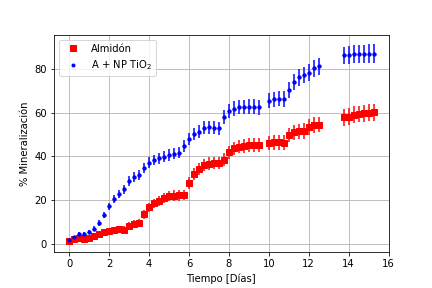 Almidón
A + NP TiO₂
% Mineralización
80
60
40
20
0
0 2 4 6 8 10 12 14 16
Tiempo [Días]